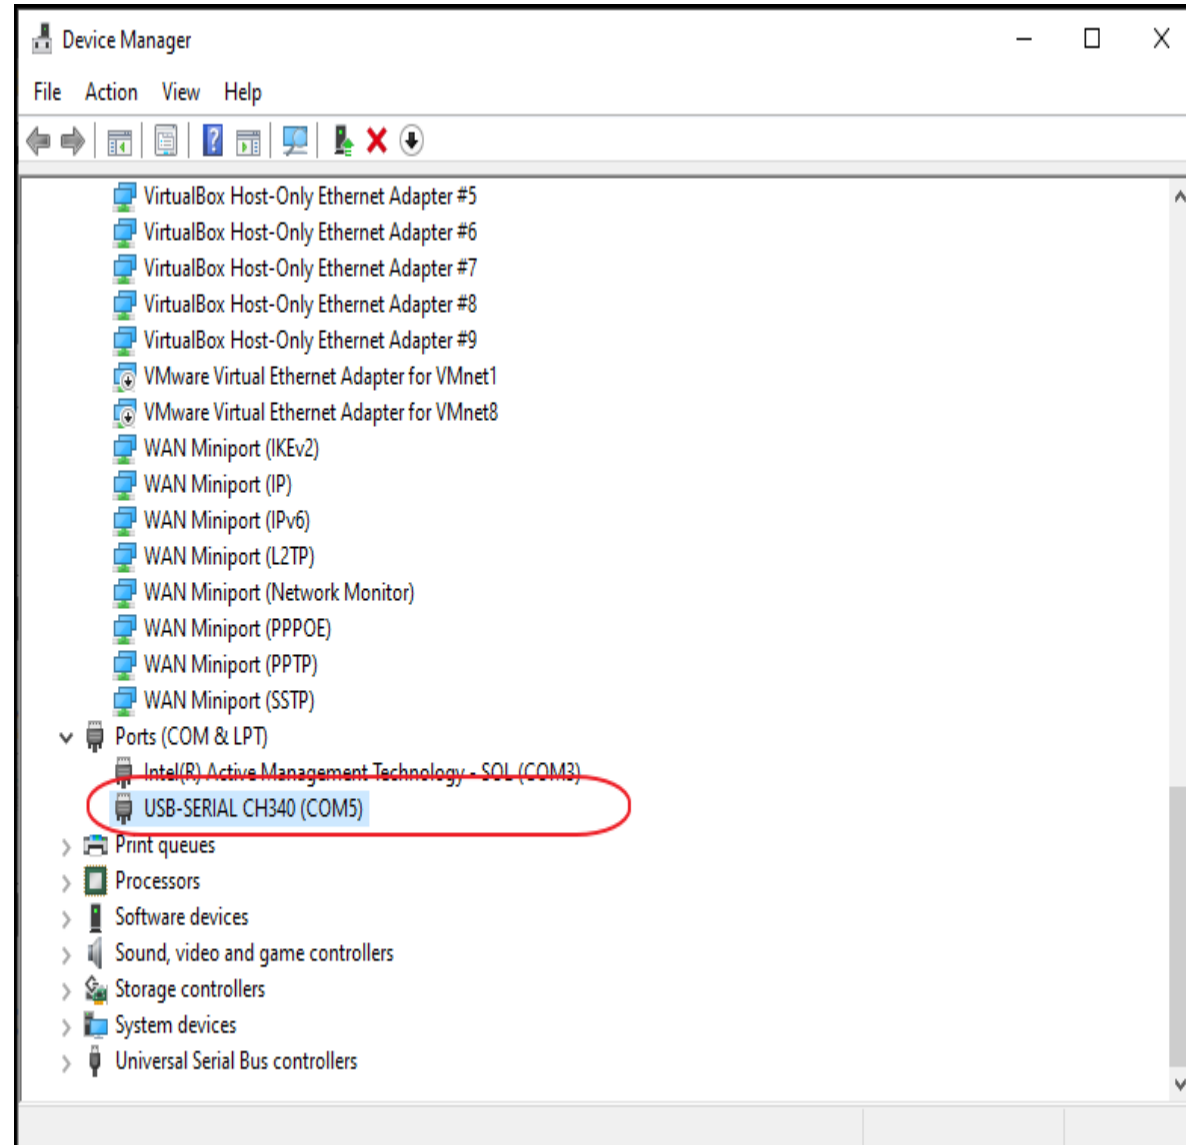 Device Manager
File Action View Help
VirtualBox Host-Only Ethernet Adapter #5
VirtualBox Host-Only Ethernet Adapter #6
VirtualBox Host-Only Ethernet Adapter #7
VirtualBox Host-Only Ethernet Adapter #8
VirtualBox Host-Only Ethernet Adapter #9
VMware Virtual Ethernet Adapter for VMnet1
VMware Virtual Ethernet Adapter for VMnet8
WAN Miniport (IKEv2)
WAN Miniport (IP)
WAN Miniport (IPv6)
WAN Miniport (L2TP)
WAN Miniport (Network Monitor)
WAN Miniport (PPPOE)
WAN Miniport (PPTP)
WAN Miniport (SSTP)
Ports (COM & LPT)
Intel(R) Active Management Technology - SOL (COM3)
USB-SERIAL CH340 (COM5)
Print queues
Processors
Software devices
Sound, video and game controllers
Storage controllers
System devices
Universal Serial Bus controllers